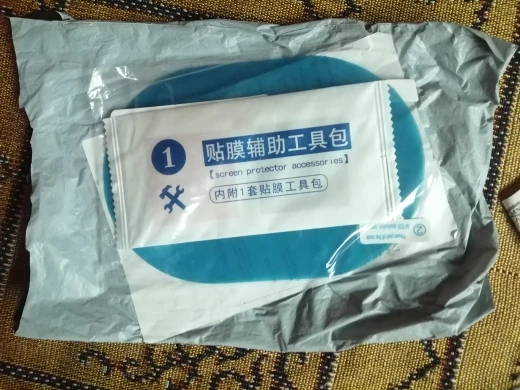 1
贴膜辅助工具包
【screen protector accessories】
内附1套贴膜工具包
2